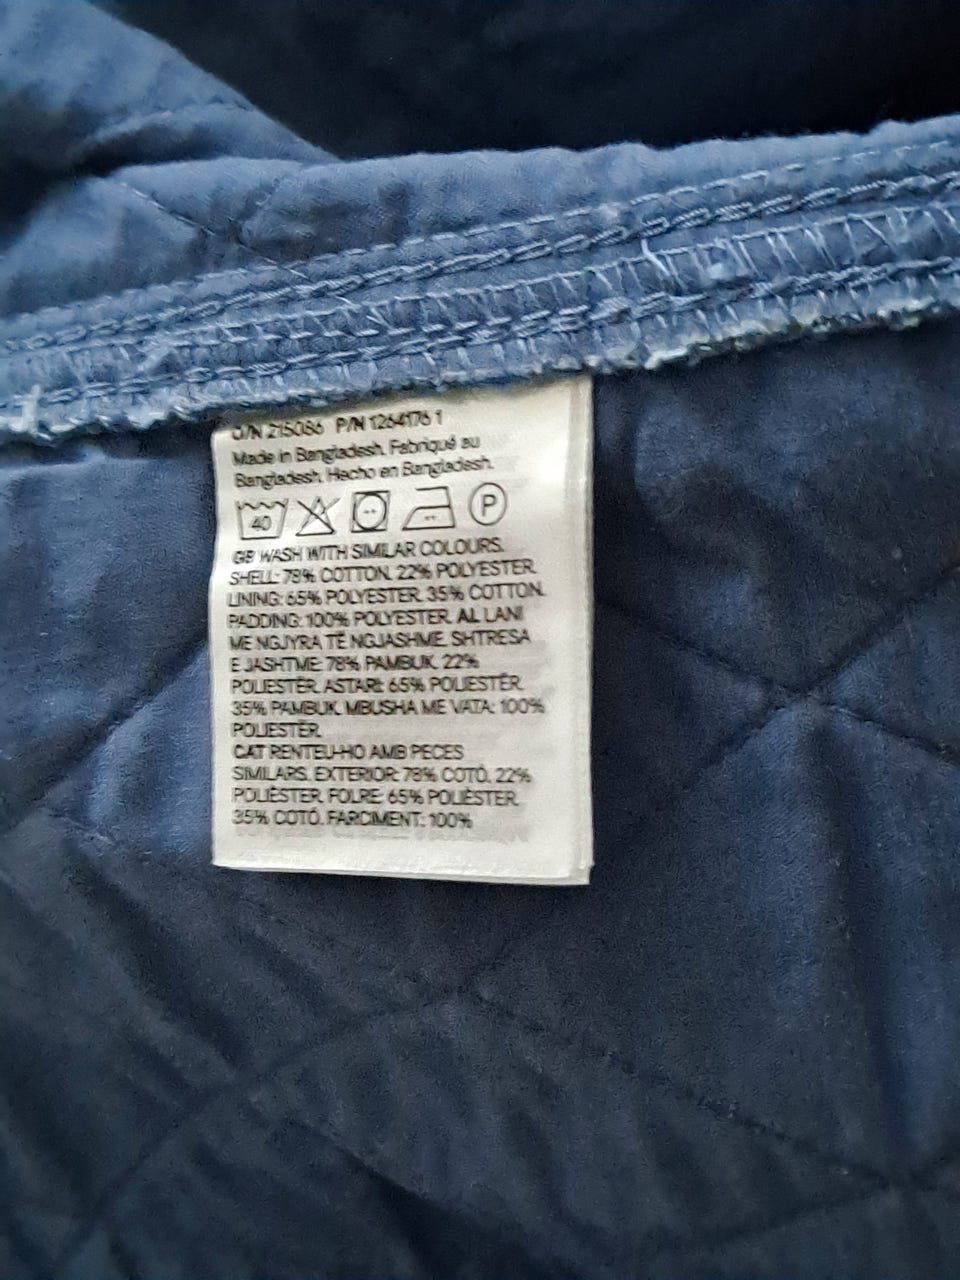 O/N 215086 P/N 1264176 1
Made in Bangladesh. Fabriqué au
Bangladesh. Hecho en Bangladesh.
40 P
GB WASH WITH SIMILAR COLOURS.
SHELL: 78% COTTON. 22% POLYESTER.
LINING: 65% POLYESTER. 35% COTTON.
PADDING: 100% POLYESTER. AL LANI
ME NGJYRA TË NGJASHME. SHTRESA
E JASHTME: 78% PAMBUK. 22%
POLIESTËR. ASTARI: 65% POLIESTËR.
35% PAMBUK. MBUSHA ME VATA: 100%
POLIESTËR.
CAT RENTEU-HO AMB PECES
SIMILARS. EXTERIOR: 78% COTÓ. 22%
POLIÈSTER. FOLRE: 65% POLIÈSTER.
35% COTÓ. FARCIMENT: 100%